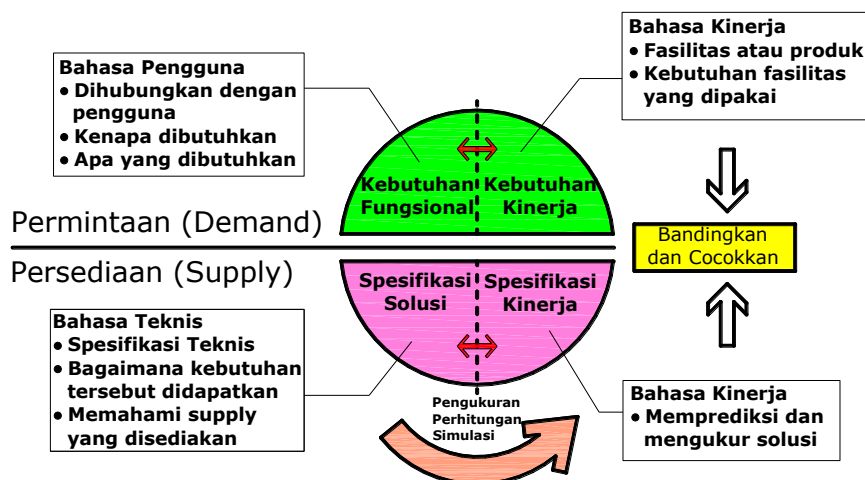 Bahasa Pengguna
• Dihubungkan dengan
pengguna
• Kenapa dibutuhkan
• Apa yang dibutuhkan
Bahasa Kinerja
• Fasilitas atau produk
• Kebutuhan fasilitas
yang dipakai
Kebutuhan
Fungsional
Kebutuhan
Kinerja
Permintaan (Demand)
Bandingkan
dan Cocokkan
Persediaan (Supply)
Spesifikasi
Solusi
Spesifikasi
Kinerja
Bahasa Teknis
• Spesifikasi Teknis
• Bagaimana kebutuhan
tersebut didapatkan
• Memahami supply
yang disediakan
Pengukuran
Perhitungan
Simulasi
Bahasa Kinerja
• Memprediksi dan
mengukur solusi